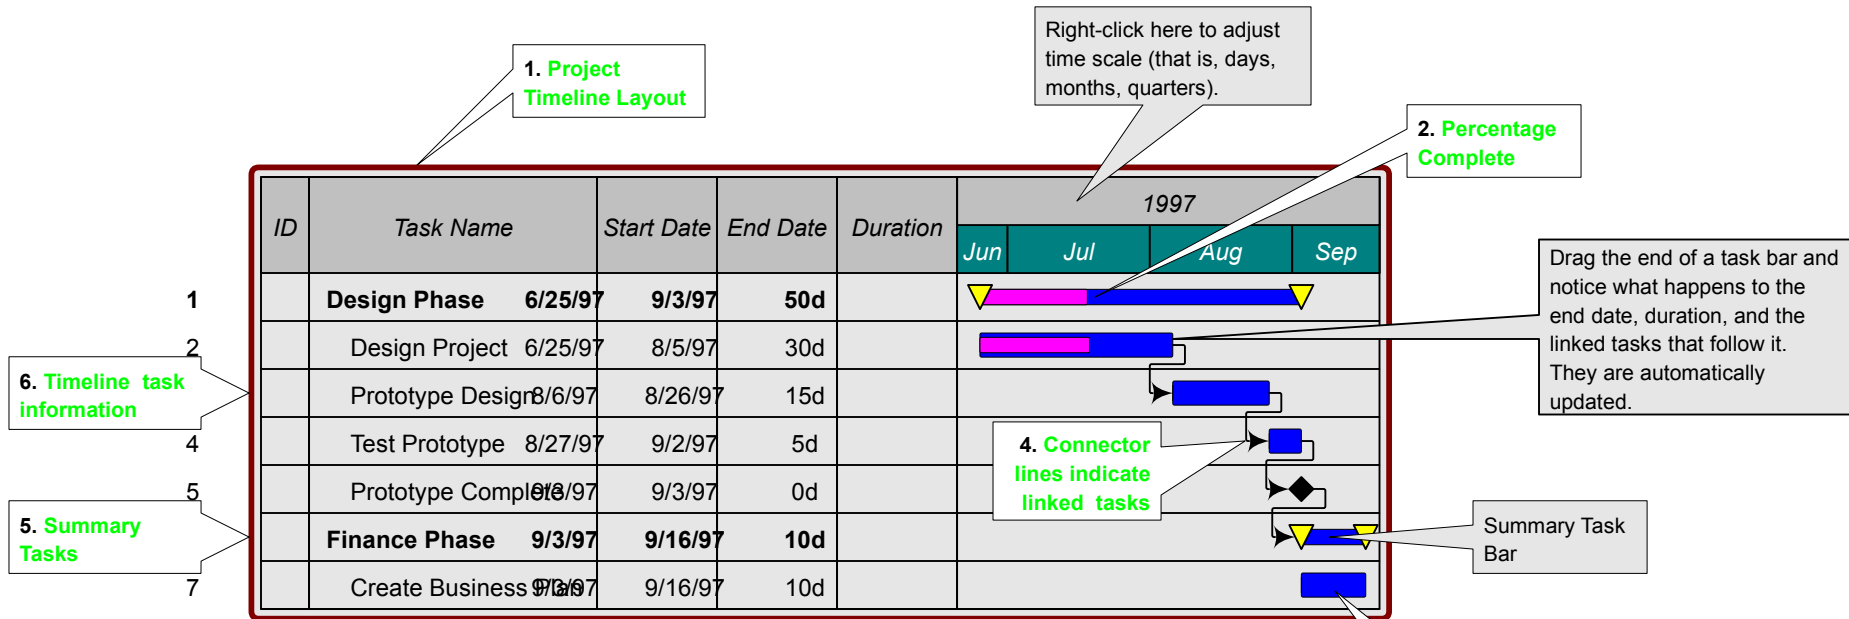 Right-click here to adjust
time scale (that is, days,
months, quarters).
1. Project
Timeline Layout
2. Percentage
Complete
ID Task Name Start Date End Date Duration 1997
Jun Jul Aug Sep
1 Design Phase 6/25/97 9/3/97 50d
2 Design Project 6/25/97 8/5/97 30d
Prototype Design 8/6/97 8/26/97 15d
4 Test Prototype 8/27/97 9/2/97 5d
5 Prototype Complete 9/3/97 9/3/97 0d
Finance Phase 9/3/97 9/16/97 10d
7 Create Business Plan 9/3/97 9/16/97 10d
Drag the end of a task bar and
notice what happens to the
end date, duration, and the
linked tasks that follow it.
They are automatically
updated.
6. Timeline task
information
4. Connector
lines indicate
linked tasks
5. Summary
Tasks
Summary Task
Bar